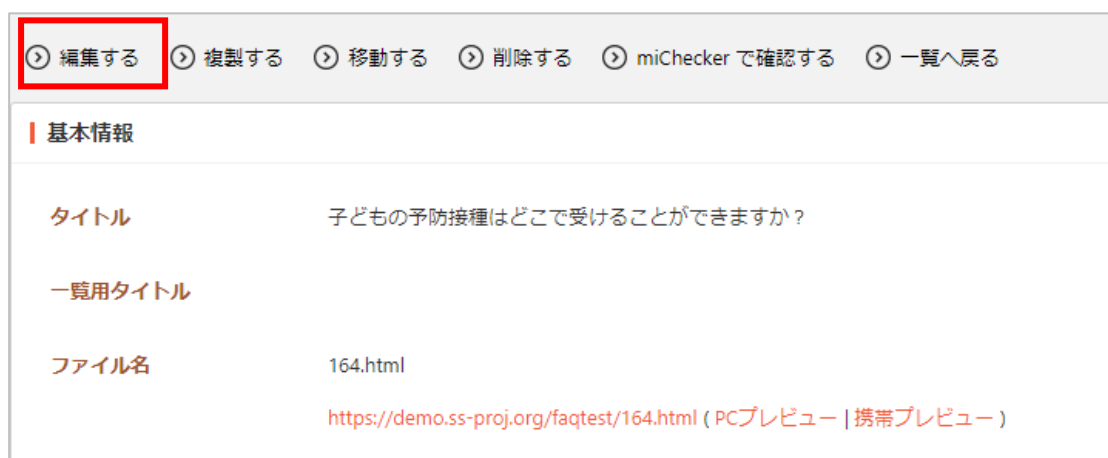 編集する 複製する 移動する 削除する miChecker で確認する 一覧へ戻る
基本情報
タイトル 子どもの予防接種はどこで受けることができますか？
一覧用タイトル
ファイル名 164.html
https://demo.ss-proj.org/faqtest/164.html ( PCプレビュー | 携帯プレビュー )